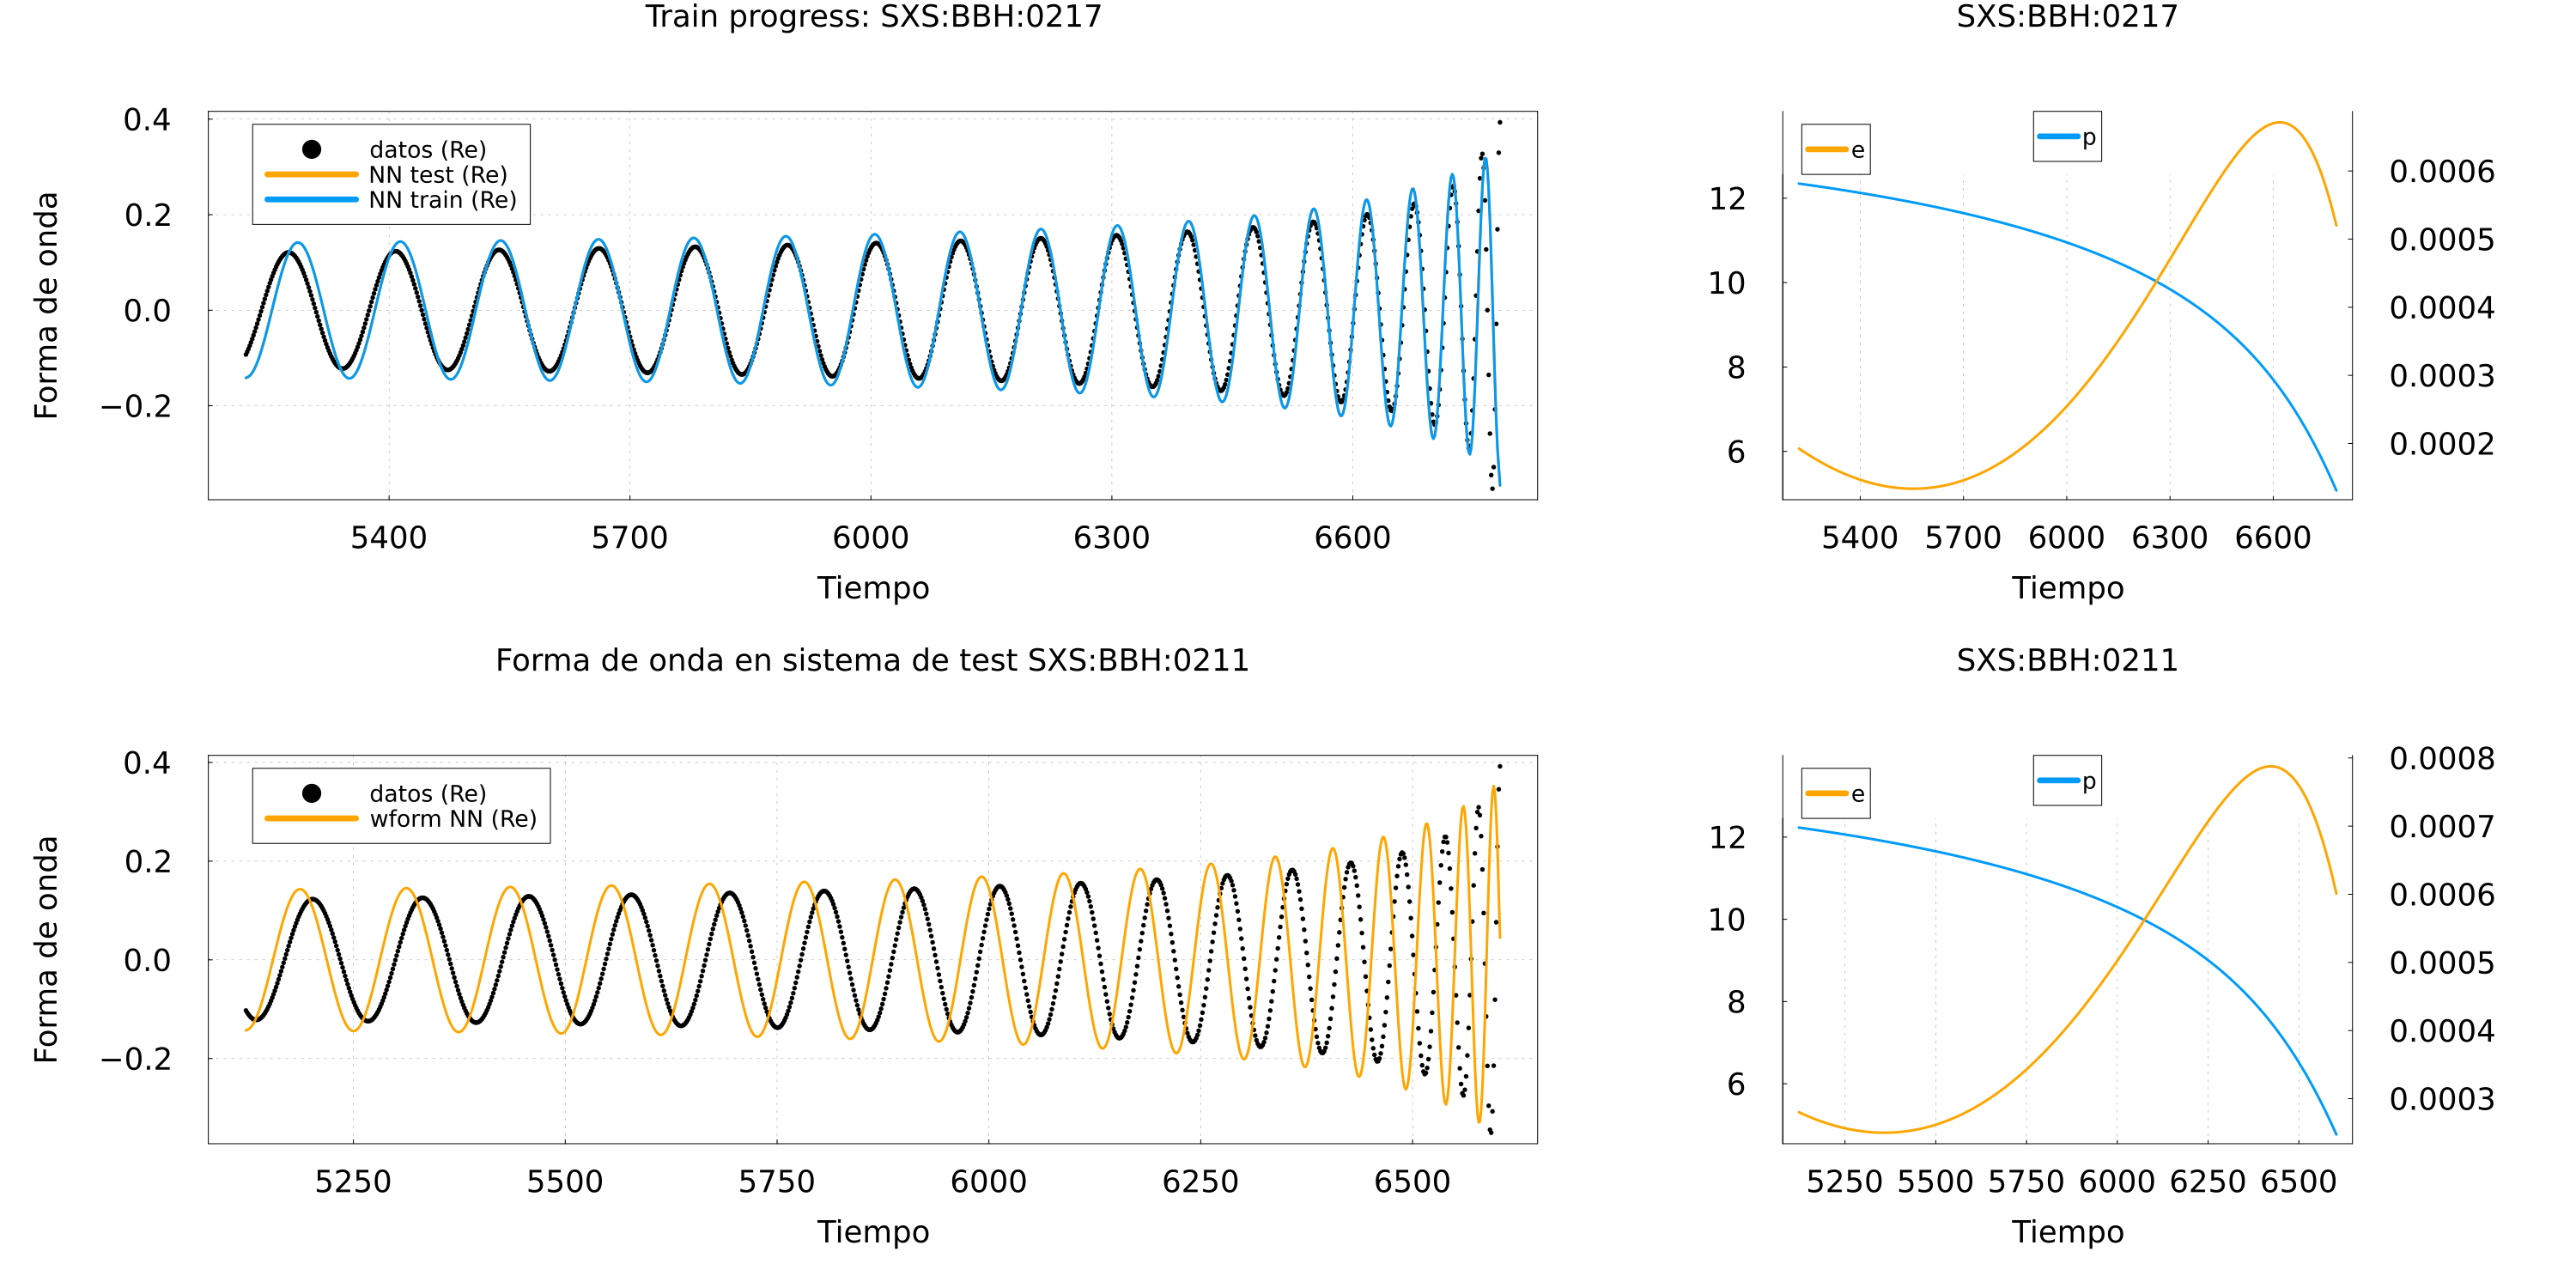 Train progress: SXS:BBH:0217
0.4
0.2
0.0
−0.2
Forma de onda
datos (Re)
NN test (Re)
NN train (Re)
5400 5700 6000 6300 6600
Tiempo
SXS:BBH:0217
e
p
12
10
8
6
0.0006
0.0005
0.0004
0.0003
0.0002
5400 5700 6000 6300 6600
Tiempo
Forma de onda en sistema de test SXS:BBH:0211
0.4
0.2
0.0
−0.2
Forma de onda
datos (Re)
wform NN (Re)
5250 5500 5750 6000 6250 6500
Tiempo
SXS:BBH:0211
e
p
12
10
8
6
0.0008
0.0007
0.0006
0.0005
0.0004
0.0003
5250 5500 5750 6000 6250 6500
Tiempo